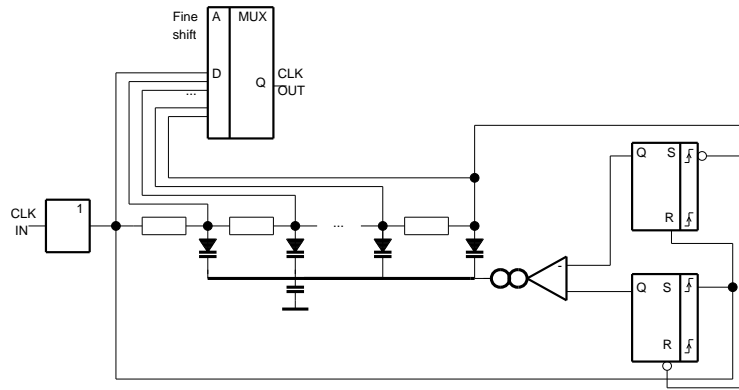 Fine shift
A MUX
D
...
Q
CLK OUT
CLK IN
1
...
Q S
R
-
Q S
R